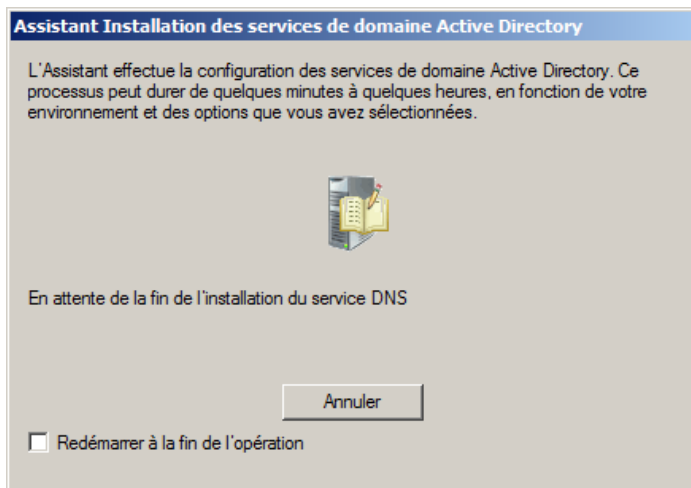 Assistant Installation des services de domaine Active Directory
L'Assistant effectue la configuration des services de domaine Active Directory. Ce
processus peut durer de quelques minutes à quelques heures, en fonction de votre
environnement et des options que vous avez sélectionnées.
En attente de la fin de l'installation du service DNS
Annuler
Redémarrer à la fin de l'opération